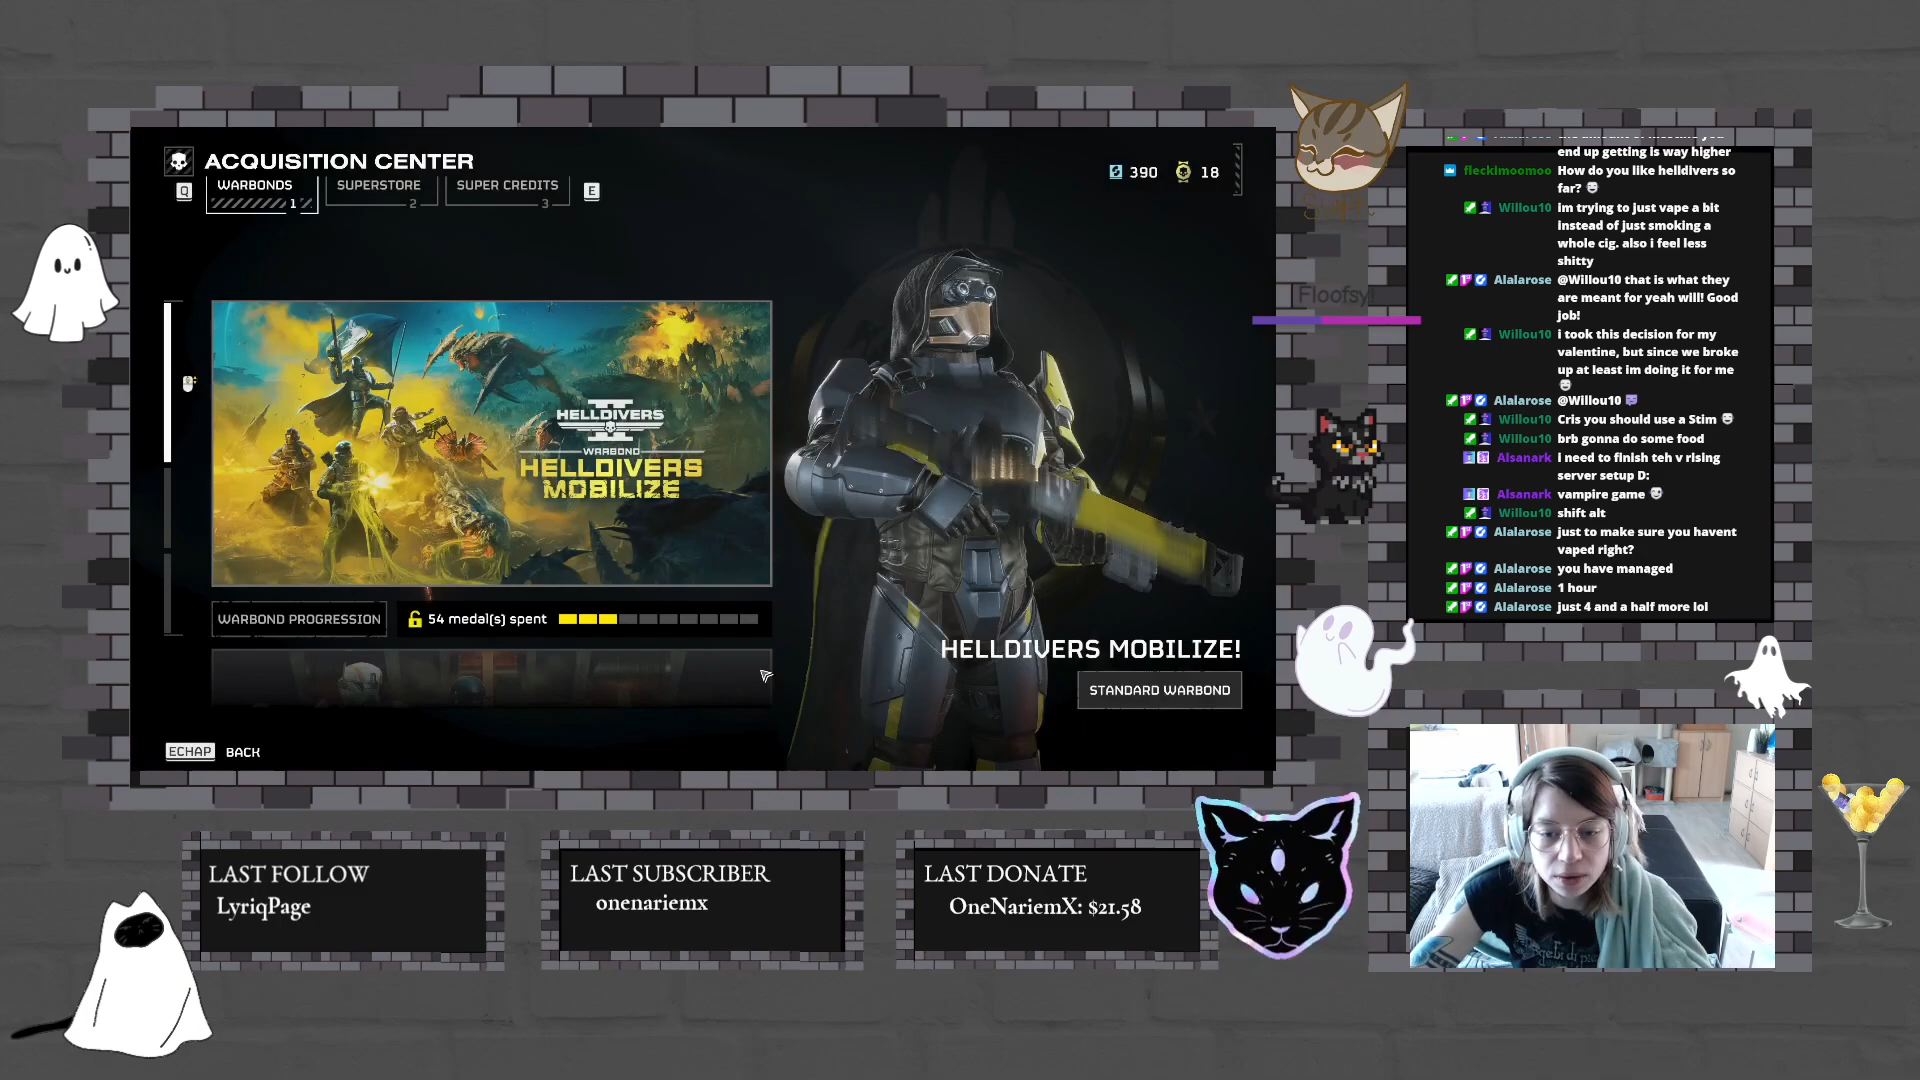 ACQUISITION CENTER
Q
WARBONDS
1
SUPERSTORE
2
SUPER CREDITS
3
E
390
18
HELLDIVERS
II
WARBOND
HELLDIVERS
MOBILIZE
WARBOND PROGRESSION
54 medal(s) spent
HELLDIVERS MOBILIZE!
STANDARD WARBOND
ECHAP BACK
Floofsy
end up getting is way higher
fleckimoomoo How do you like helldivers so
far?
Willou10 im trying to just vape a bit
instead of just smoking a
whole cig. also i feel less
shitty
Alalarose @Willou10 that is what they
are meant for yeah will! Good
job!
Willou10 i took this decision for my
valentine, but since we broke
up at least im doing it for me
Alalarose @Willou10
Willou10 Cris you should use a Stim
Willou10 brb gonna do some food
Alsanark i need to finish teh v rising
server setup D:
Alsanark vampire game
Willou10 shift alt
Alalarose just to make sure you havent
vaped right?
Alalarose you have managed
Alalarose 1 hour
Alalarose just 4 and a half more lol
LAST FOLLOW
LyriqPage
LAST SUBSCRIBER
onenariemx
LAST DONATE
OneNariemX: $21.58